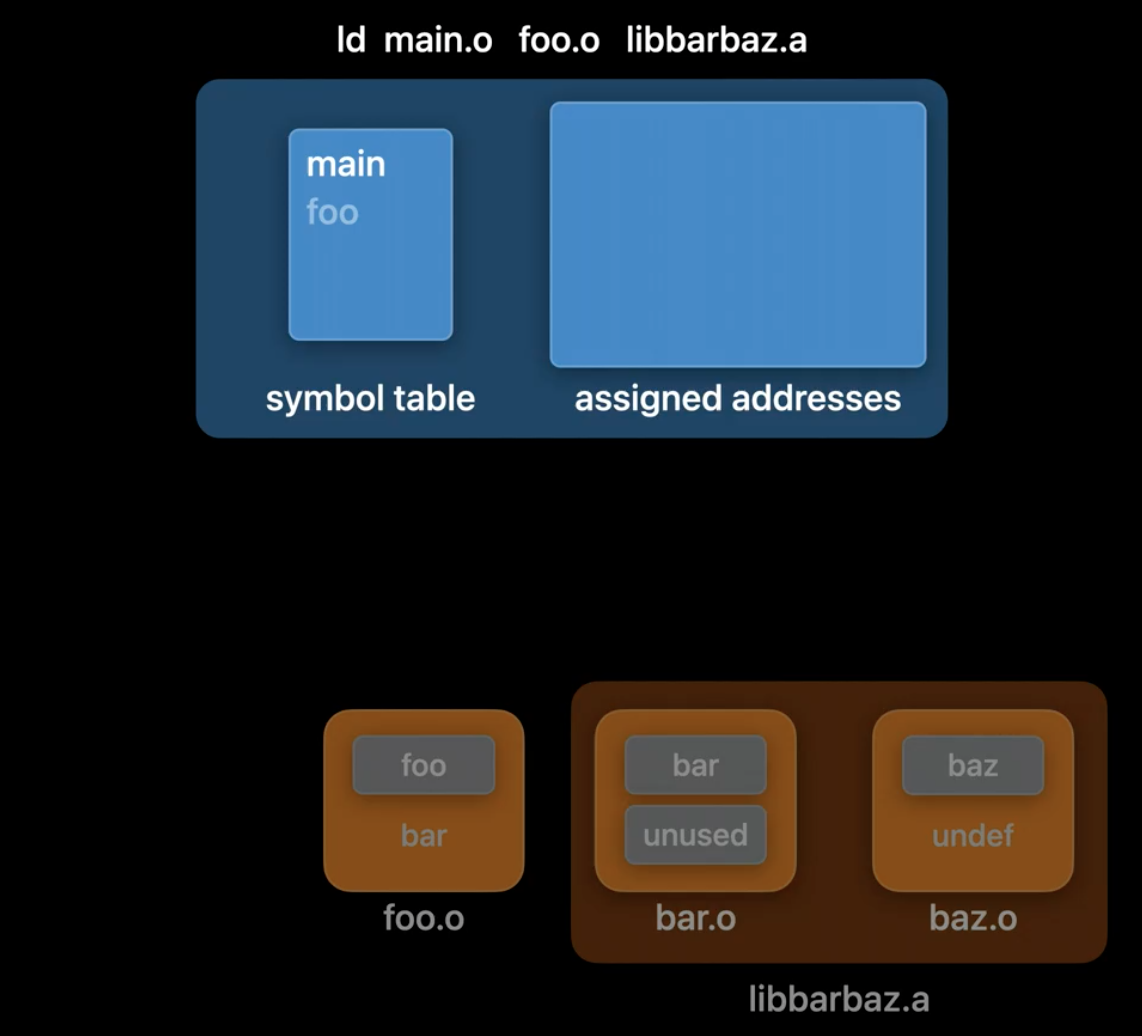 ld main.o foo.o libbarbaz.a
main
foo
symbol table
assigned addresses
foo
bar
foo.o
bar
unused
bar.o
baz
undef
baz.o
libbarbaz.a